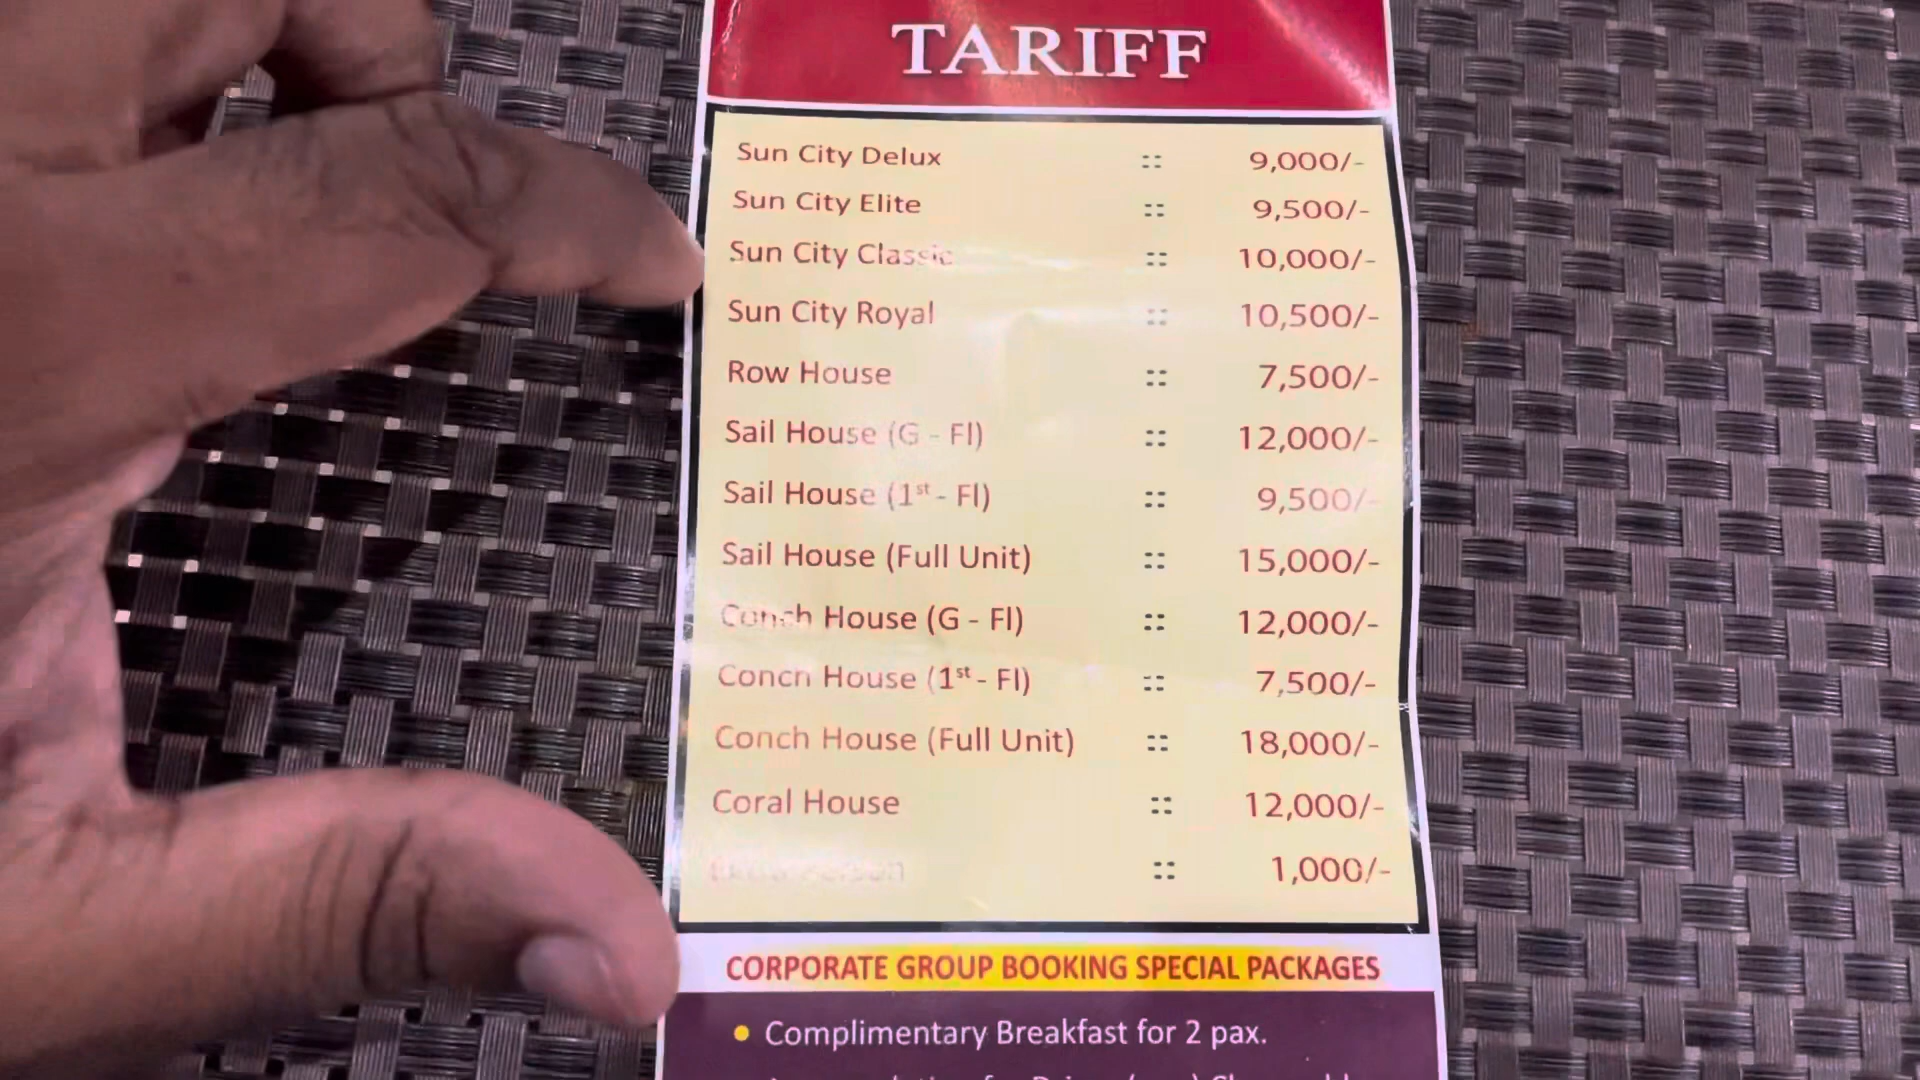 TARIFF
Sun City Delux :: 9,000/-
Sun City Elite :: 9,500/-
Sun City Classic :: 10,000/-
Sun City Royal :: 10,500/-
Row House :: 7,500/-
Sail House (G - Fl) :: 12,000/-
Sail House (1st - Fl) :: 9,500/-
Sail House (Full Unit) :: 15,000/-
Conch House (G - Fl) :: 12,000/-
Conch House (1st - Fl) :: 7,500/-
Conch House (Full Unit) :: 18,000/-
Coral House :: 12,000/-
:: 1,000/-
CORPORATE GROUP BOOKING SPECIAL PACKAGES
• Complimentary Breakfast for 2 pax.